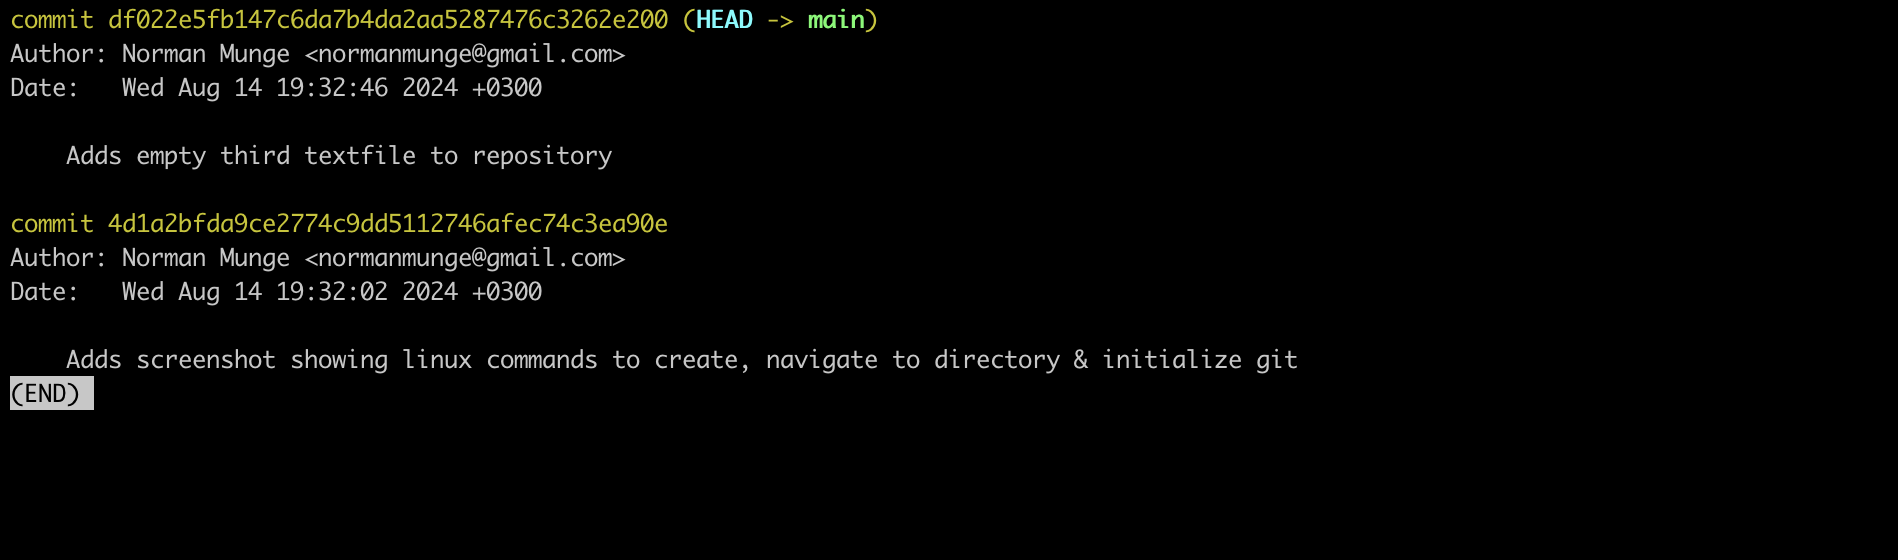 commit df022e5fb147c6da7b4da2aa5287476c3262e200 (HEAD -> main)
Author: Norman Munge <normanmunge@gmail.com>
Date:   Wed Aug 14 19:32:46 2024 +0300
    Adds empty third textfile to repository
commit 4d1a2bfda9ce2774c9dd5112746afec74c3ea90e
Author: Norman Munge <normanmunge@gmail.com>
Date:   Wed Aug 14 19:32:02 2024 +0300
    Adds screenshot showing linux commands to create, navigate to directory & initialize git
(END)